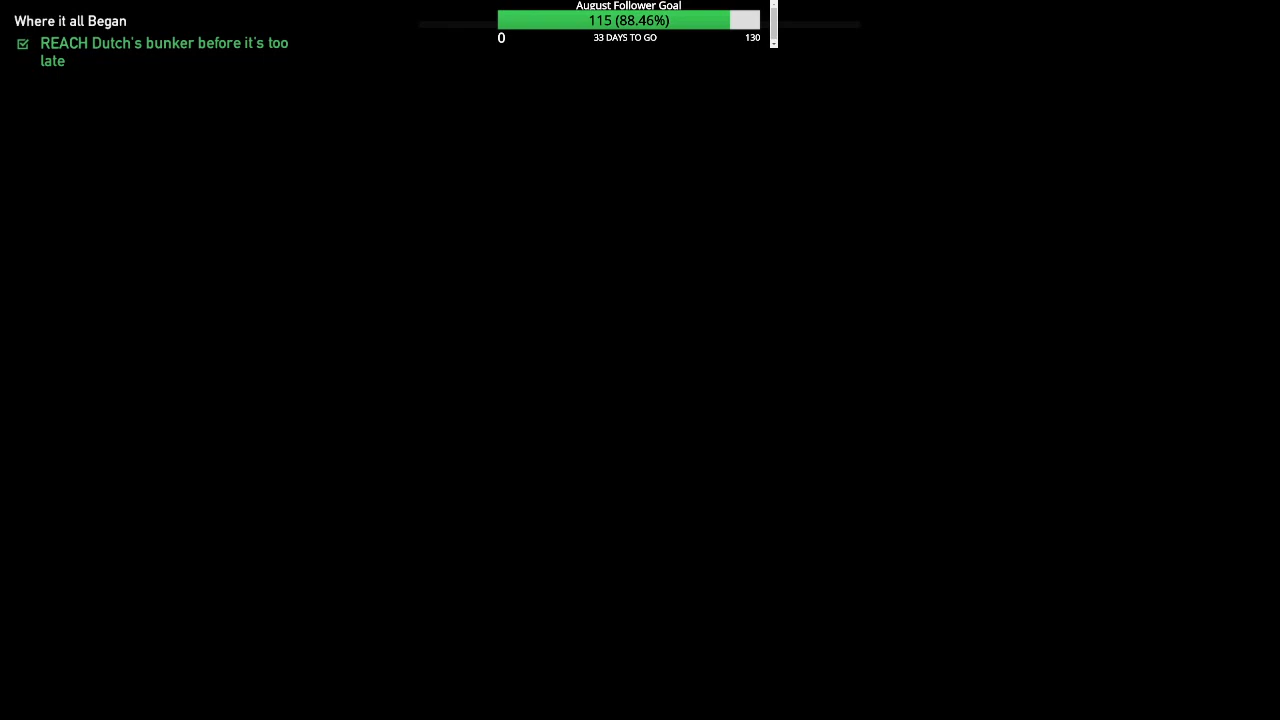 Where it all Began
REACH Dutch's bunker before it's too
late
August Follower Goal
115 (88.46%)
0
33 DAYS TO GO
130